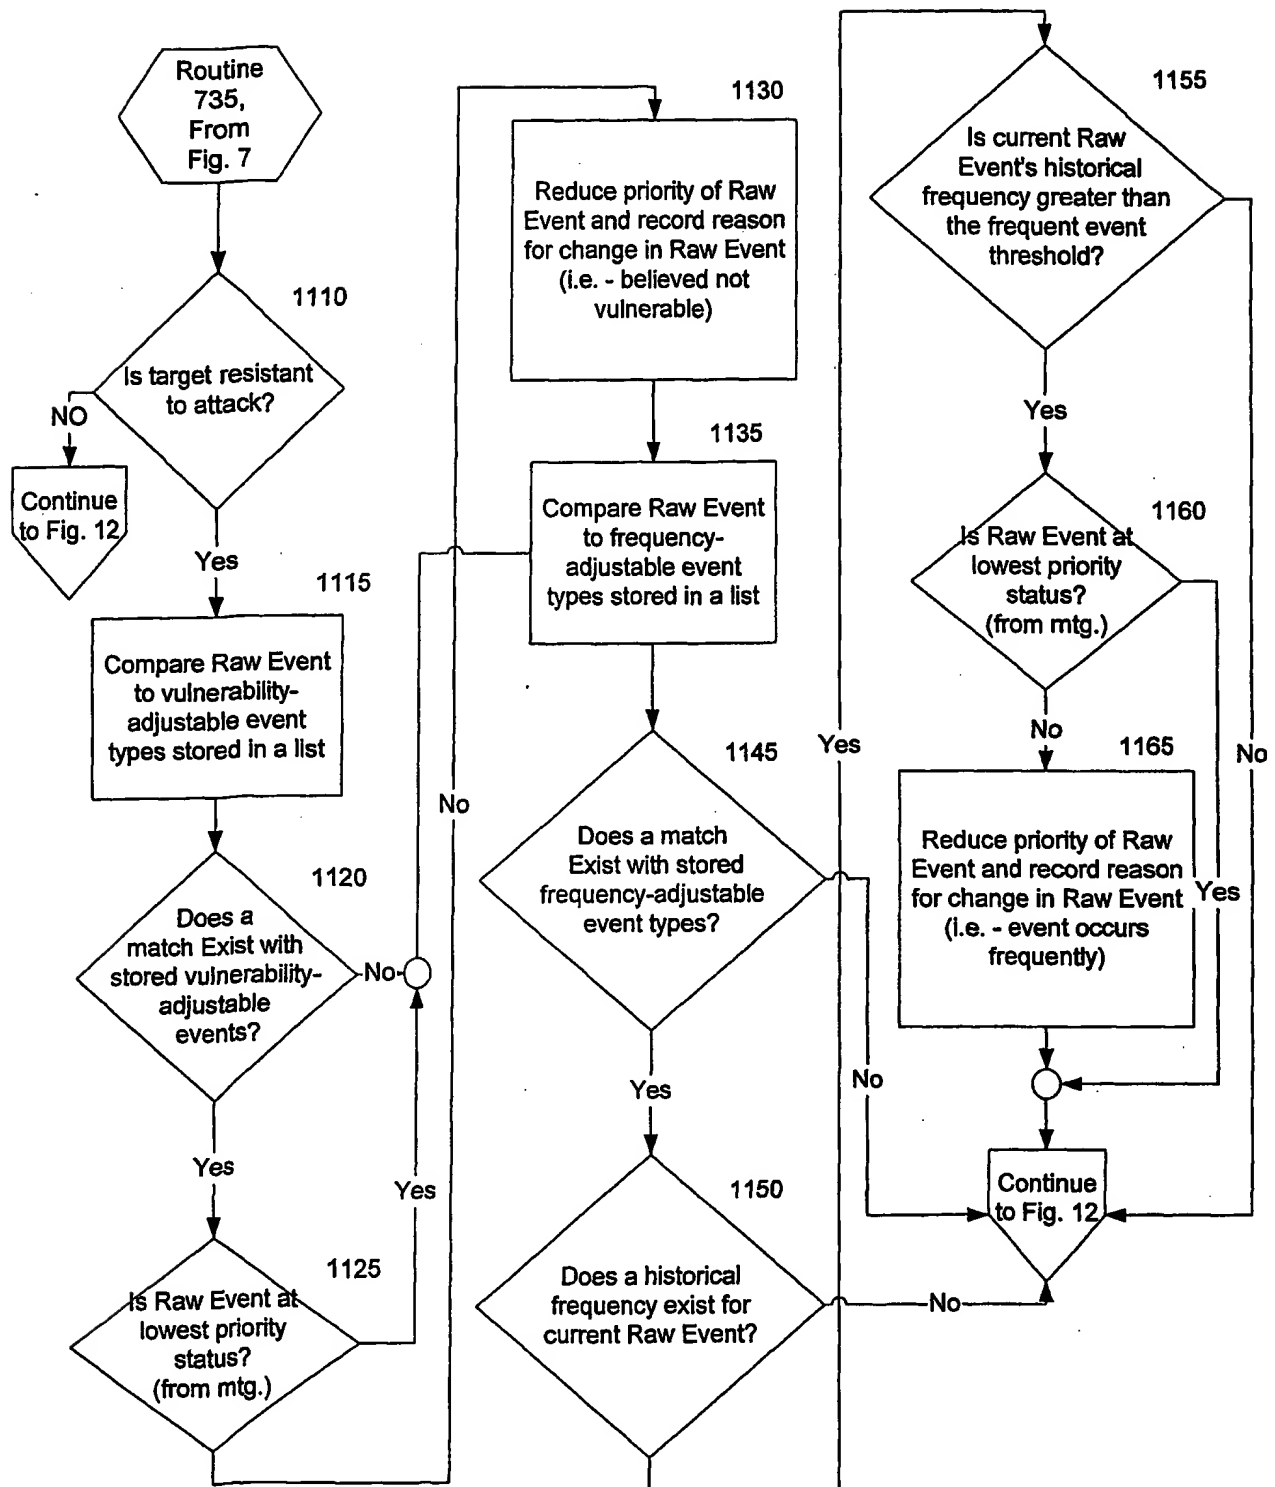 Routine
735,
From
Fig. 7
1110
Is target resistant
to attack?
NO
Continue
to Fig. 12
Yes
1115
Compare Raw Event
to vulnerability-
adjustable event
types stored in a list
1120
Does a
match Exist with
stored vulnerability-
adjustable
events?
No
Yes
Yes
1125
Is Raw Event at
lowest priority
status?
(from mtg.)
No
1130
Reduce priority of Raw
Event and record reason
for change in Raw Event
(i.e. - believed not
vulnerable)
1135
Compare Raw Event
to frequency-
adjustable event
types stored in a list
1145
Does a match
Exist with stored
frequency-adjustable
event types?
No
Yes
1150
Does a historical
frequency exist for
current Raw Event?
No
Yes
1155
Is current Raw
Event's historical
frequency greater than
the frequent event
threshold?
No
Yes
1160
Is Raw Event at
lowest priority
status?
(from mtg.)
No
Yes
1165
Reduce priority of Raw
Event and record reason
for change in Raw Event
(i.e. - event occurs
frequently)
Continue
to Fig. 12